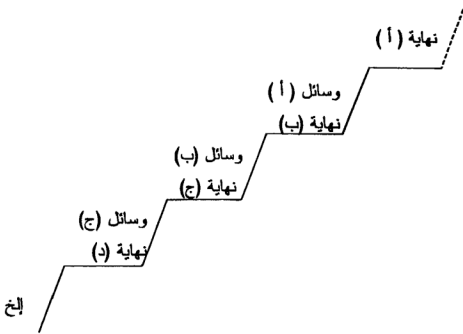 نهاية (أ)
وسائل (أ)
نهاية (ب)
وسائل (ب)
نهاية (ج)
وسائل (ج)
نهاية (د)
إلخ